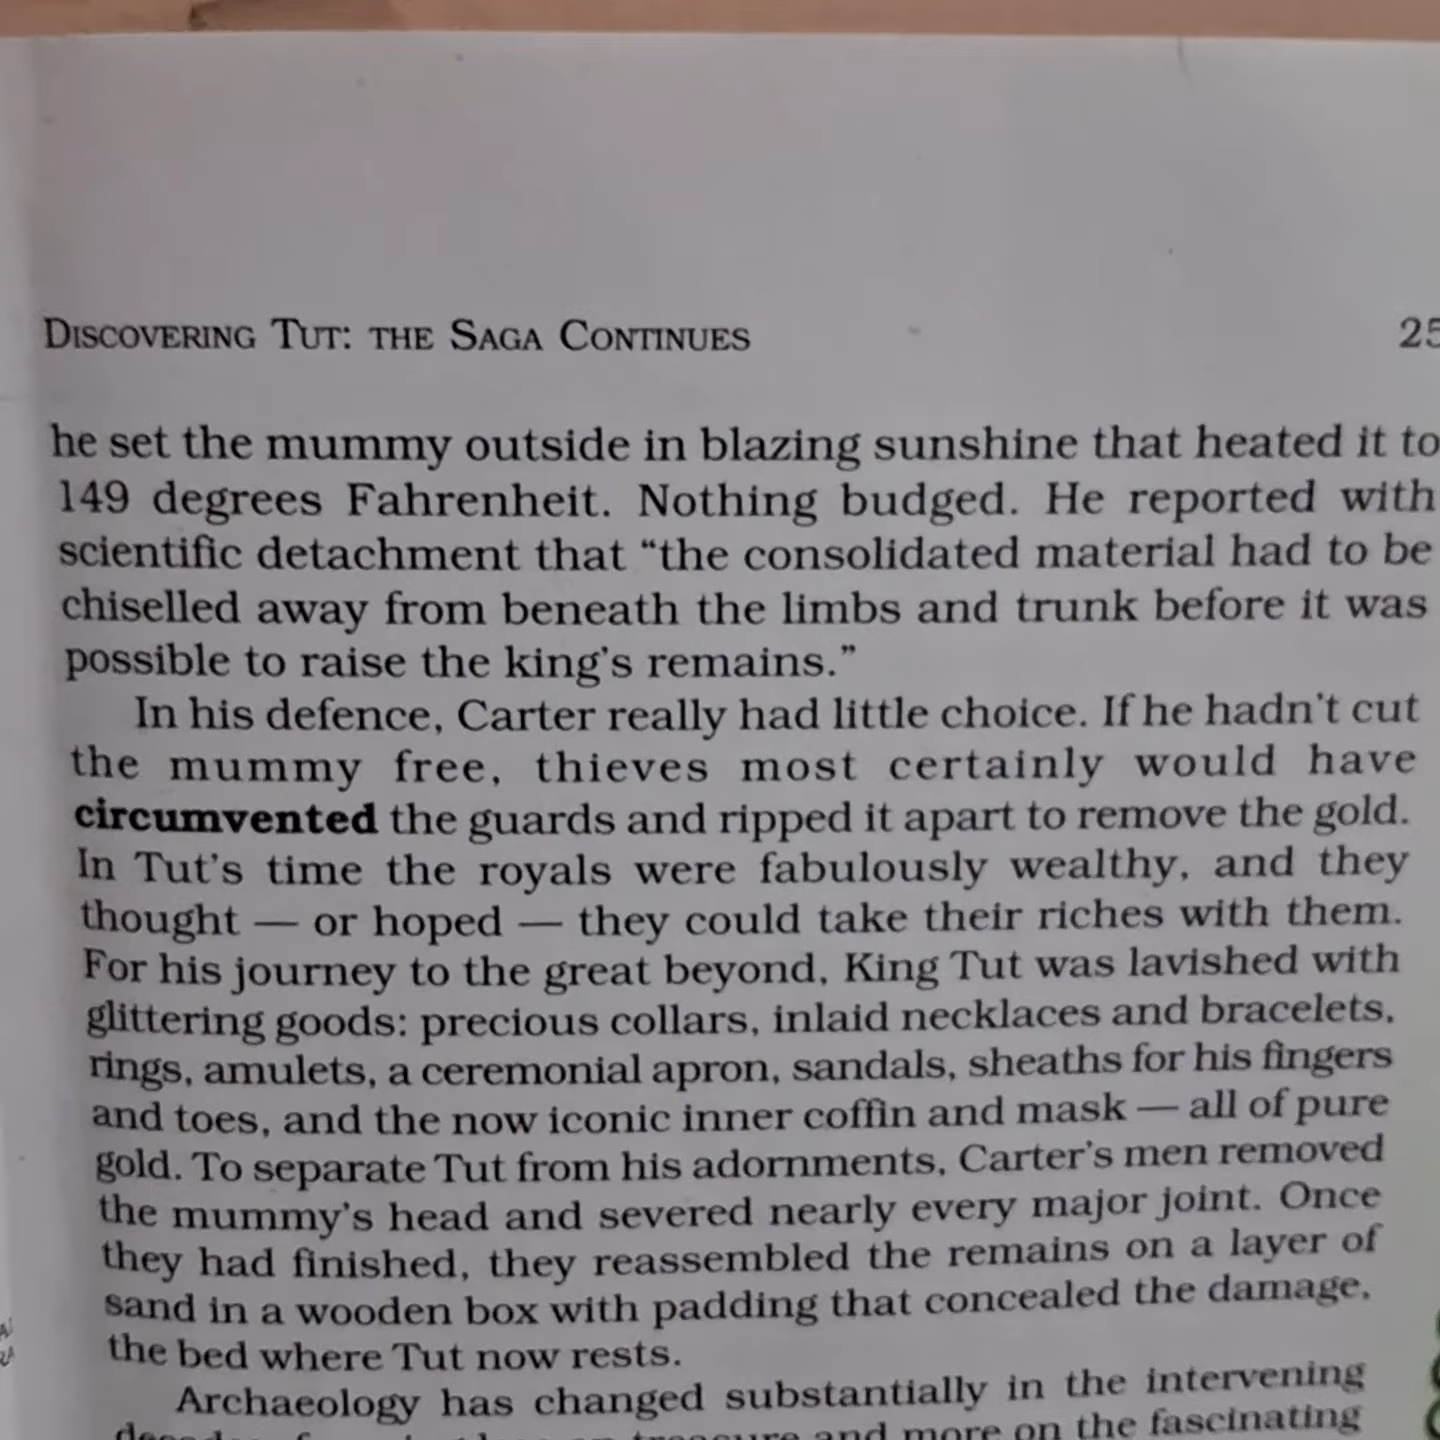 DISCOVERING TUT: THE SAGA CONTINUES 25
he set the mummy outside in blazing sunshine that heated it to
149 degrees Fahrenheit. Nothing budged. He reported with
scientific detachment that “the consolidated material had to be
chiselled away from beneath the limbs and trunk before it was
possible to raise the king's remains.”
In his defence, Carter really had little choice. If he hadn't cut
the mummy free, thieves most certainly would have
circumvented the guards and ripped it apart to remove the gold.
In Tut's time the royals were fabulously wealthy, and they
thought — or hoped — they could take their riches with them.
For his journey to the great beyond, King Tut was lavished with
glittering goods: precious collars, inlaid necklaces and bracelets,
rings, amulets, a ceremonial apron, sandals, sheaths for his fingers
and toes, and the now iconic inner coffin and mask — all of pure
gold. To separate Tut from his adornments, Carter's men removed
the mummy's head and severed nearly every major joint. Once
they had finished, they reassembled the remains on a layer of
sand in a wooden box with padding that concealed the damage,
the bed where Tut now rests.
Archaeology has changed substantially in the intervening
and more on the fascinating